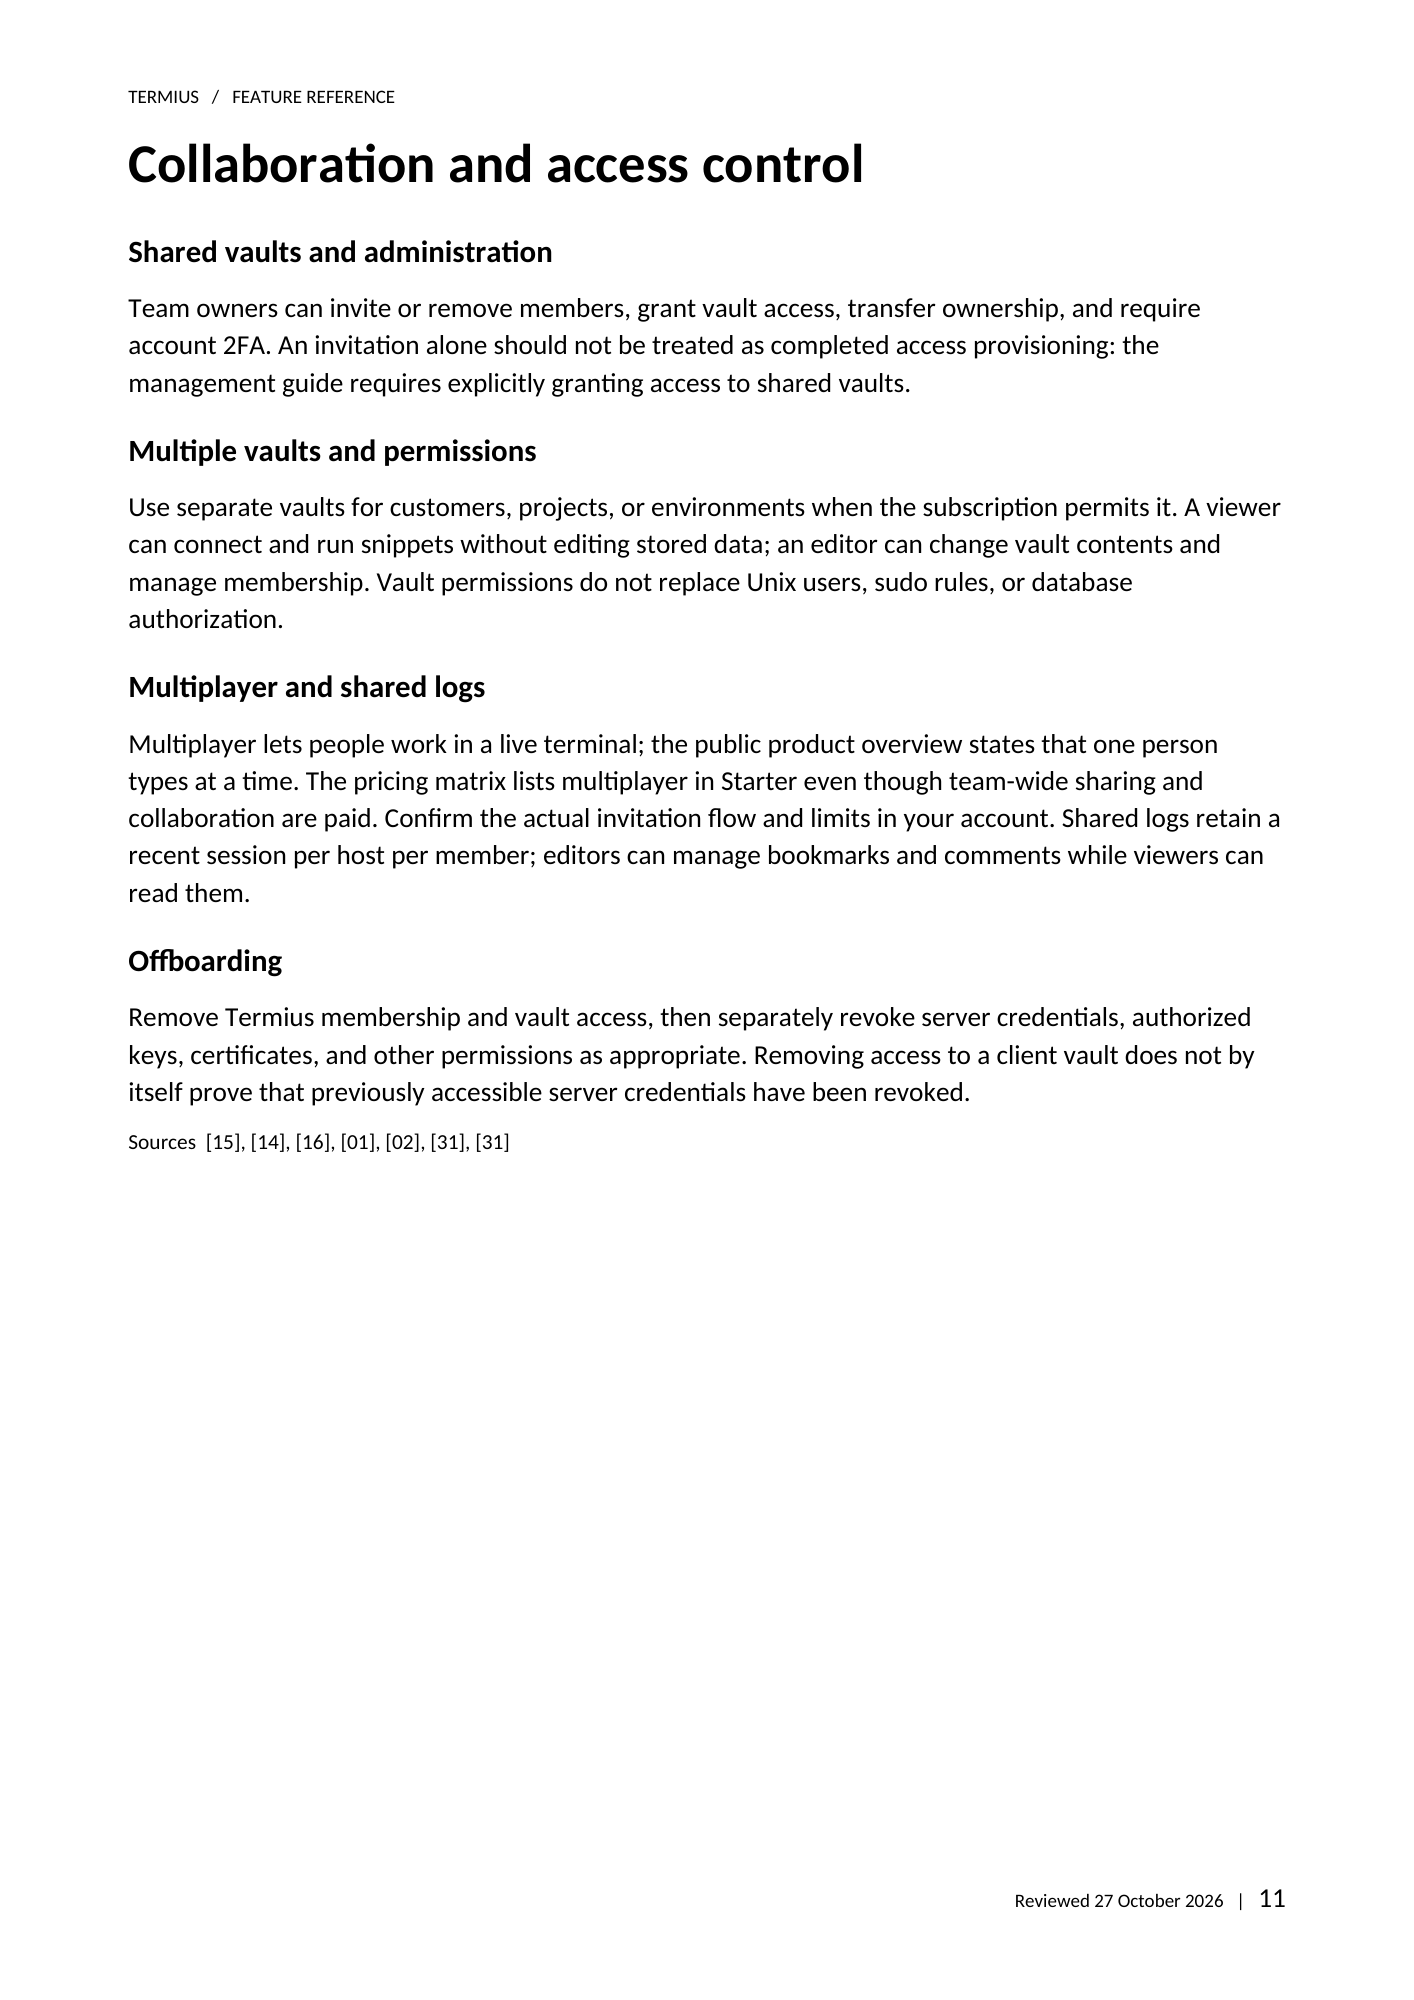 TERMIUS / FEATURE REFERENCE
Collaboration and access control
Shared vaults and administration
Team owners can invite or remove members, grant vault access, transfer ownership, and require
account 2FA. An invitation alone should not be treated as completed access provisioning: the
management guide requires explicitly granting access to shared vaults.
Multiple vaults and permissions
Use separate vaults for customers, projects, or environments when the subscription permits it. A viewer
can connect and run snippets without editing stored data; an editor can change vault contents and
manage membership. Vault permissions do not replace Unix users, sudo rules, or database
authorization.
Multiplayer and shared logs
Multiplayer lets people work in a live terminal; the public product overview states that one person
types at a time. The pricing matrix lists multiplayer in Starter even though team-wide sharing and
collaboration are paid. Confirm the actual invitation flow and limits in your account. Shared logs retain a
recent session per host per member; editors can manage bookmarks and comments while viewers can
read them.
Offboarding
Remove Termius membership and vault access, then separately revoke server credentials, authorized
keys, certificates, and other permissions as appropriate. Removing access to a client vault does not by
itself prove that previously accessible server credentials have been revoked.
Sources [15], [14], [16], [01], [02], [31], [31]
Reviewed 27 October 2026 | 11